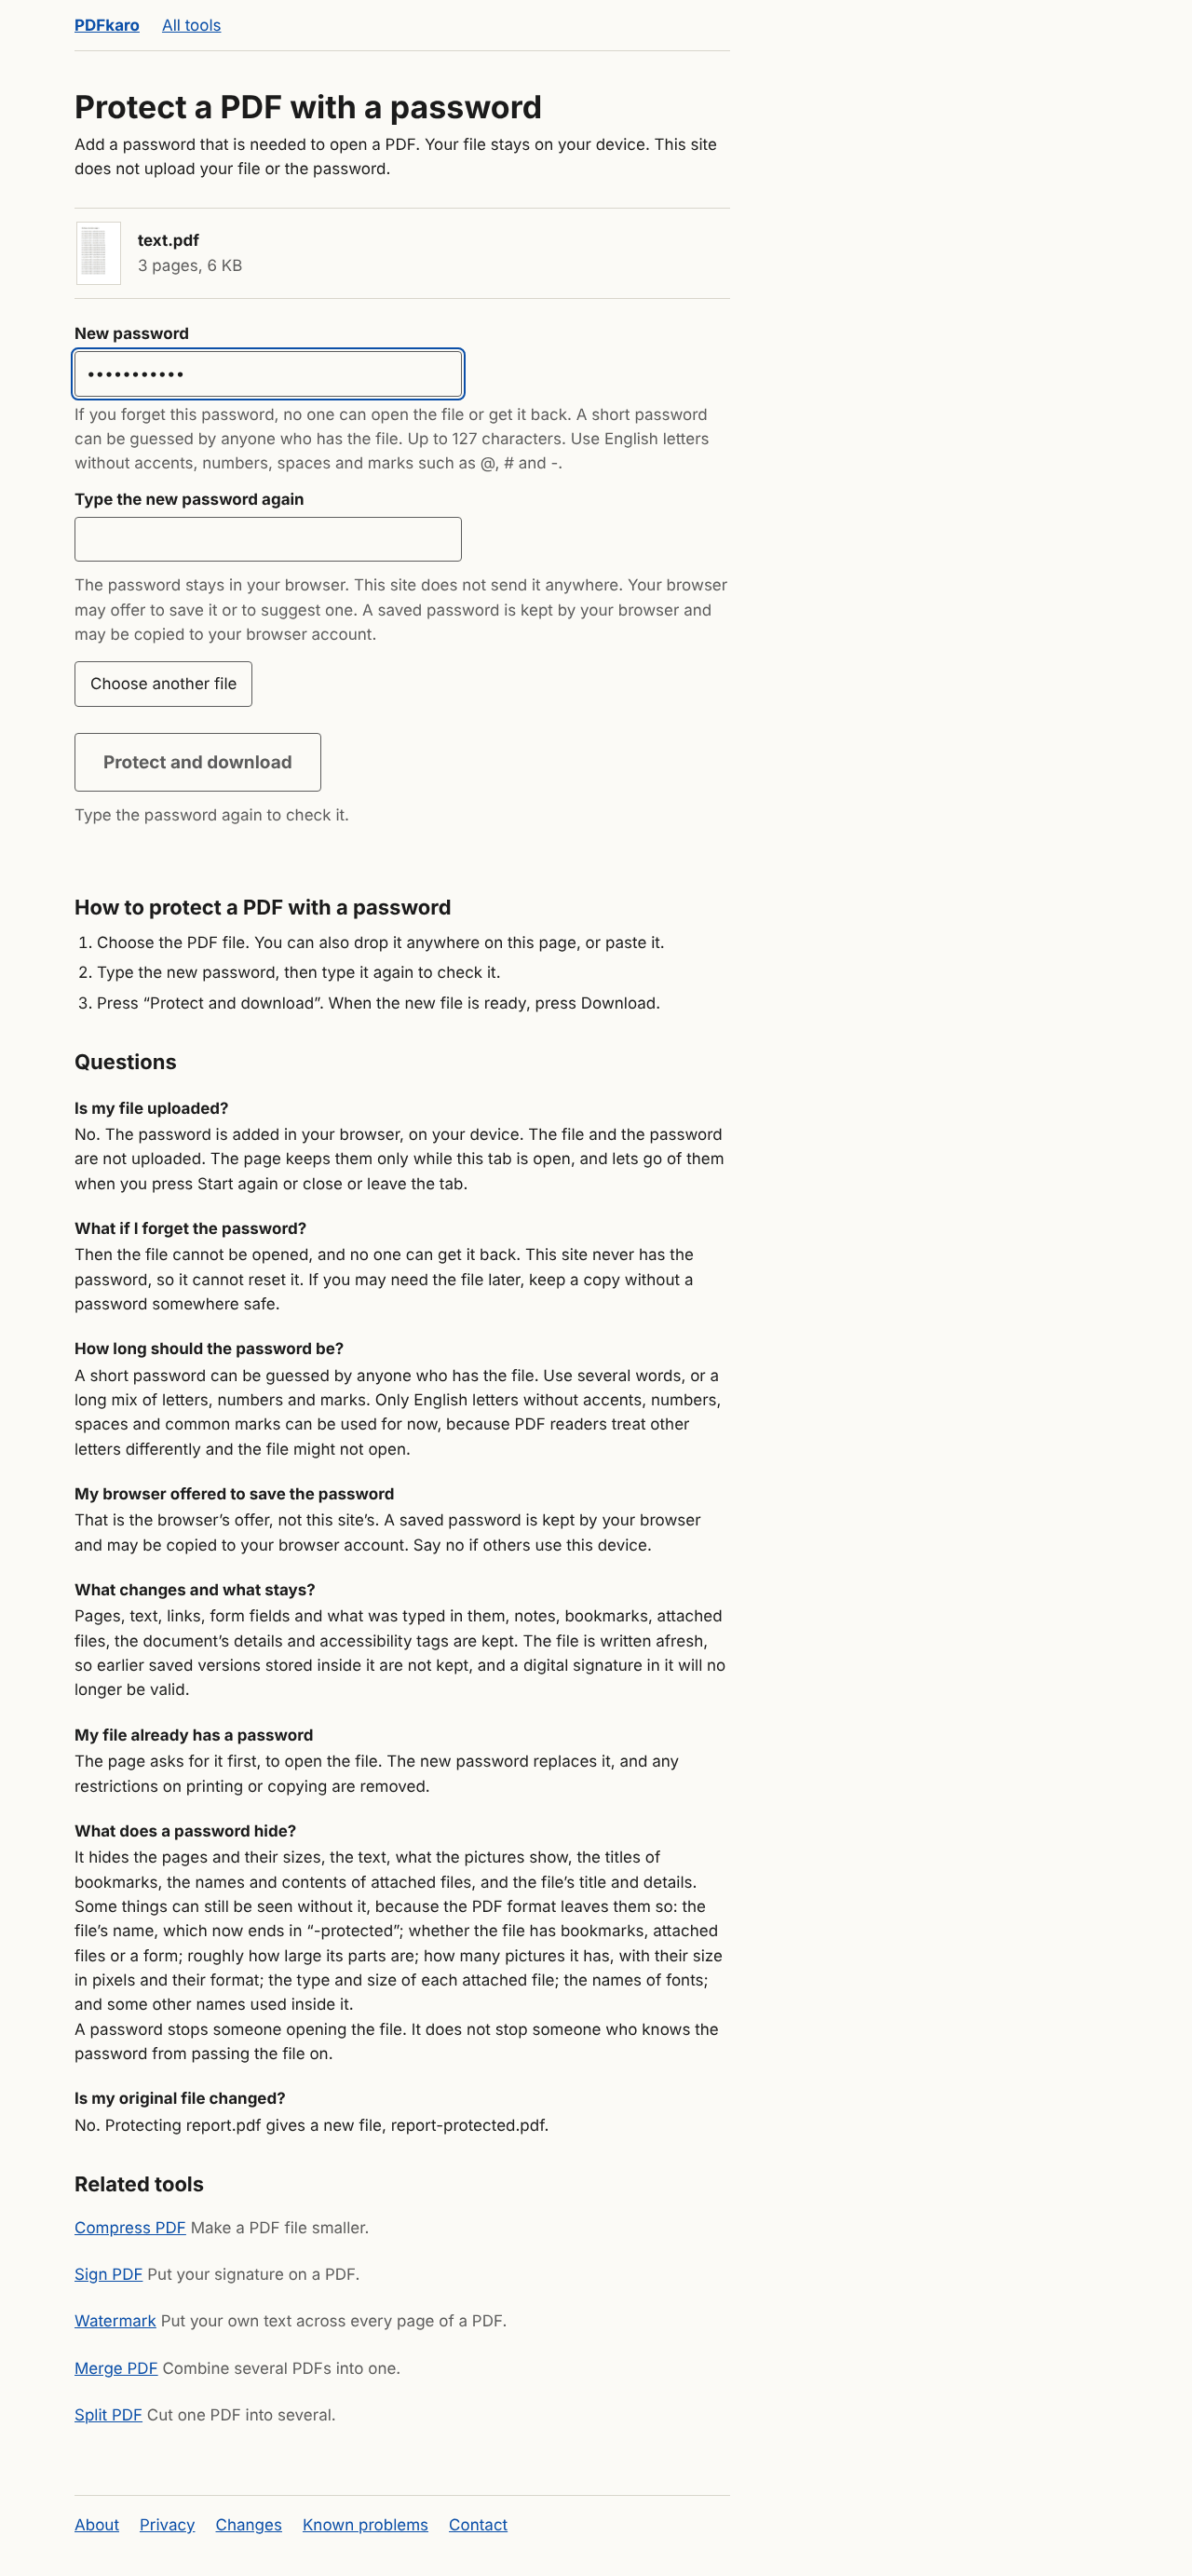 PDFkaro All tools
Protect a PDF with a password
Add a password that is needed to open a PDF. Your file stays on your device. This site
does not upload your file or the password.
text.pdf
3 pages, 6 KB
New password
•••••••••••
If you forget this password, no one can open the file or get it back. A short password
can be guessed by anyone who has the file. Up to 127 characters. Use English letters
without accents, numbers, spaces and marks such as @, # and -.
Type the new password again
The password stays in your browser. This site does not send it anywhere. Your browser
may offer to save it or to suggest one. A saved password is kept by your browser and
may be copied to your browser account.
Choose another file
Protect and download
Type the password again to check it.
How to protect a PDF with a password
1. Choose the PDF file. You can also drop it anywhere on this page, or paste it.
2. Type the new password, then type it again to check it.
3. Press “Protect and download”. When the new file is ready, press Download.
Questions
Is my file uploaded?
No. The password is added in your browser, on your device. The file and the password
are not uploaded. The page keeps them only while this tab is open, and lets go of them
when you press Start again or close or leave the tab.
What if I forget the password?
Then the file cannot be opened, and no one can get it back. This site never has the
password, so it cannot reset it. If you may need the file later, keep a copy without a
password somewhere safe.
How long should the password be?
A short password can be guessed by anyone who has the file. Use several words, or a
long mix of letters, numbers and marks. Only English letters without accents, numbers,
spaces and common marks can be used for now, because PDF readers treat other
letters differently and the file might not open.
My browser offered to save the password
That is the browser’s offer, not this site’s. A saved password is kept by your browser
and may be copied to your browser account. Say no if others use this device.
What changes and what stays?
Pages, text, links, form fields and what was typed in them, notes, bookmarks, attached
files, the document’s details and accessibility tags are kept. The file is written afresh,
so earlier saved versions stored inside it are not kept, and a digital signature in it will no
longer be valid.
My file already has a password
The page asks for it first, to open the file. The new password replaces it, and any
restrictions on printing or copying are removed.
What does a password hide?
It hides the pages and their sizes, the text, what the pictures show, the titles of
bookmarks, the names and contents of attached files, and the file’s title and details.
Some things can still be seen without it, because the PDF format leaves them so: the
file’s name, which now ends in “-protected”; whether the file has bookmarks, attached
files or a form; roughly how large its parts are; how many pictures it has, with their size
in pixels and their format; the type and size of each attached file; the names of fonts;
and some other names used inside it.
A password stops someone opening the file. It does not stop someone who knows the
password from passing the file on.
Is my original file changed?
No. Protecting report.pdf gives a new file, report-protected.pdf.
Related tools
Compress PDF Make a PDF file smaller.
Sign PDF Put your signature on a PDF.
Watermark Put your own text across every page of a PDF.
Merge PDF Combine several PDFs into one.
Split PDF Cut one PDF into several.
About Privacy Changes Known problems Contact